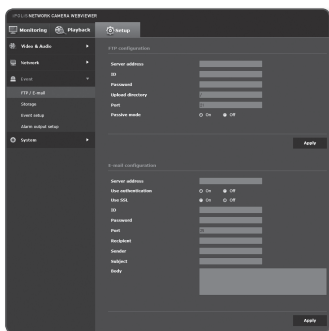 iPOLiS NETWORK CAMERA WEBVIEWER
Monitoring
Playback
Setup
Video & Audio
Network
Event
FTP / E-mail
Storage
Event setup
Alarm output setup
System
FTP configuration
Server address
ID
Password
Upload directory
Port
Passive mode
On
Off
Apply
E-mail configuration
Server address
Use authentication
On
Off
Use SSL
On
Off
ID
Password
Port
Recipient
Sender
Subject
Body
Apply